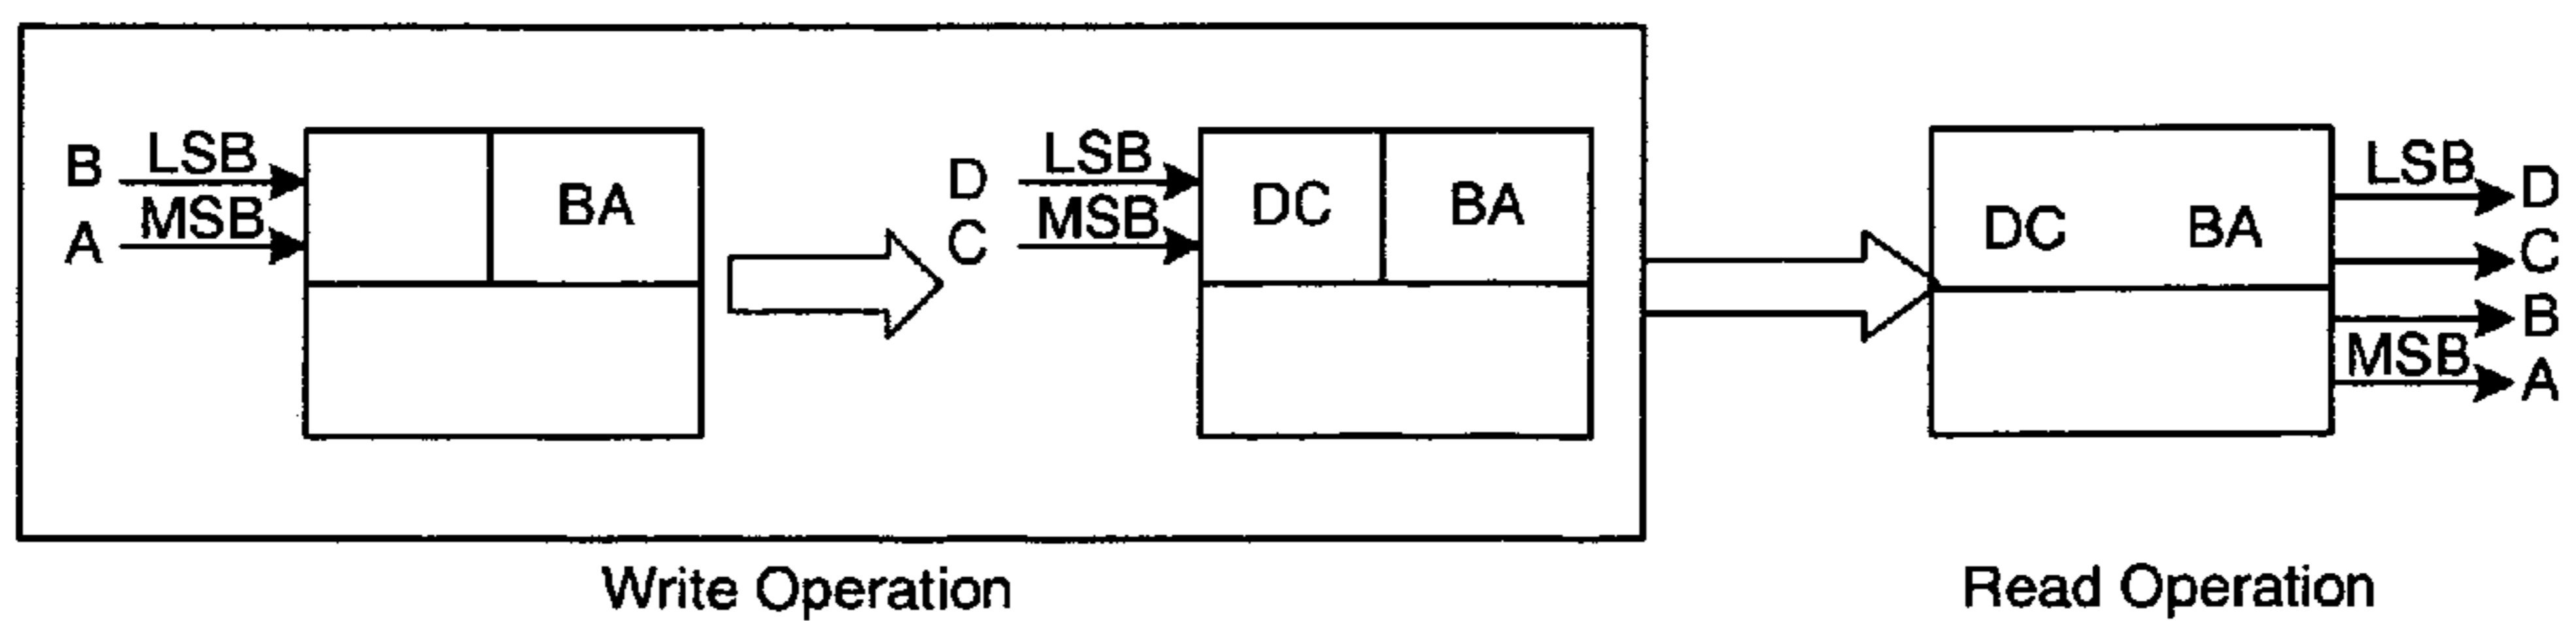 B LSB
A MSB
BA
D LSB
C MSB
DC BA
DC BA
LSB D
C
B
MSB A
Write Operation
Read Operation